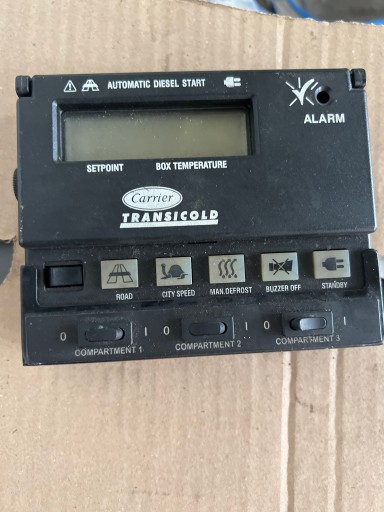 AUTOMATIC DIESEL START
ALARM
SETPOINT BOX TEMPERATURE
Carrier
TRANSICOLD
ROAD CITY SPEED MAN.DEFROST BUZZER OFF STANDBY
0 I 0 I 0 I
COMPARTMENT 1 COMPARTMENT 2 COMPARTMENT 3